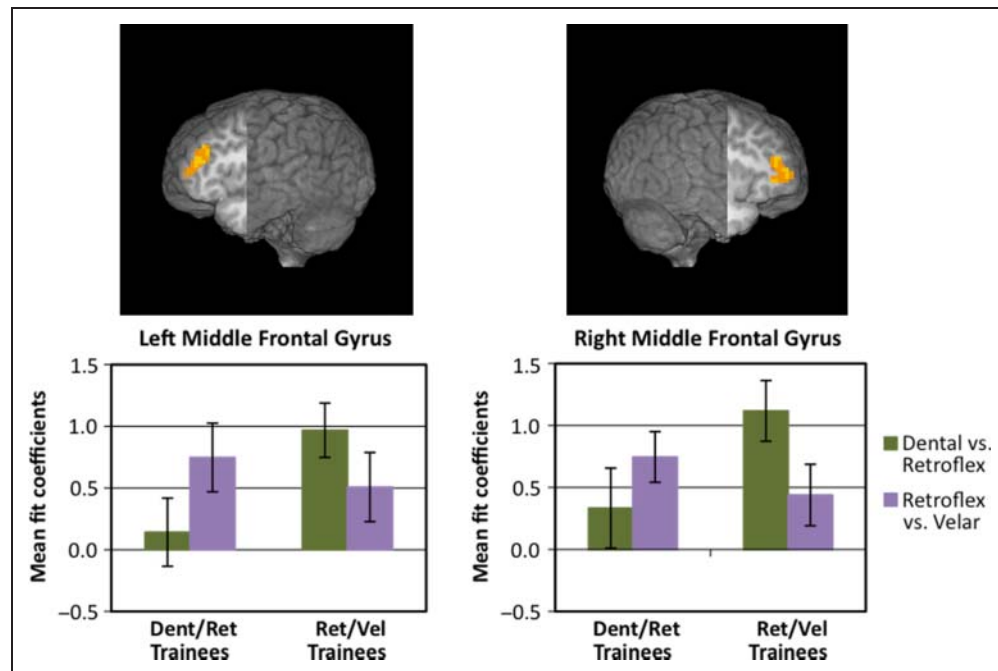 Left Middle Frontal Gyrus
1.5
1.0
0.5
0.0
–0.5
Mean fit coefficients
Dent/Ret
Trainees
Ret/Vel
Trainees
Right Middle Frontal Gyrus
1.5
1.0
0.5
0.0
–0.5
Mean fit coefficients
Dent/Ret
Trainees
Ret/Vel
Trainees
Dental vs.
Retroflex
Retroflex
vs. Velar